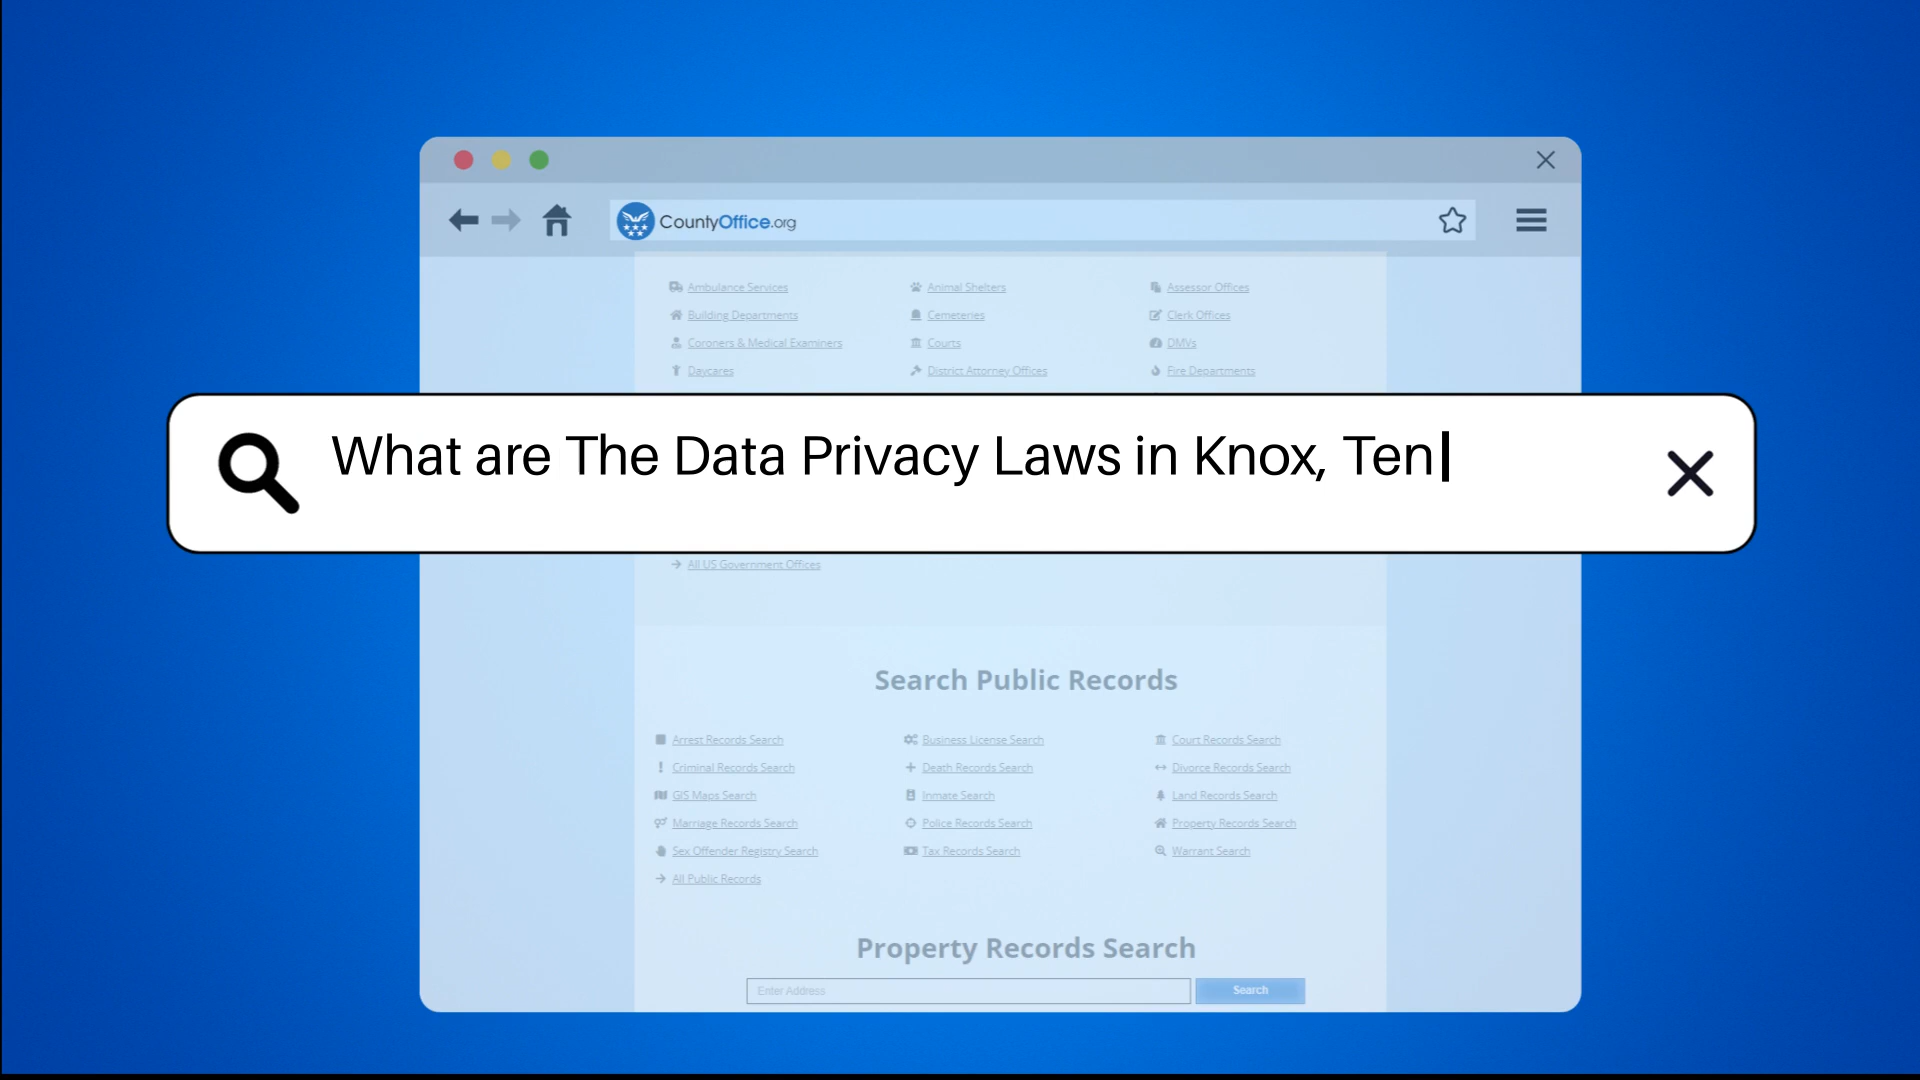 CountyOffice.org
Ambulance Services Animal Shelters Assessor Offices
Building Departments Cemeteries Clerk Offices
Coroners & Medical Examiners Courts DMVs
Daycares District Attorney Offices Fire Departments
What are The Data Privacy Laws in Knox, Ten
All US Government Offices
Search Public Records
Arrest Records Search Business License Search Court Records Search
Criminal Records Search Death Records Search Divorce Records Search
GIS Maps Search Inmate Search Land Records Search
Marriage Records Search Police Records Search Property Records Search
Sex Offender Registry Search Tax Records Search Warrant Search
All Public Records
Property Records Search
Enter Address Search